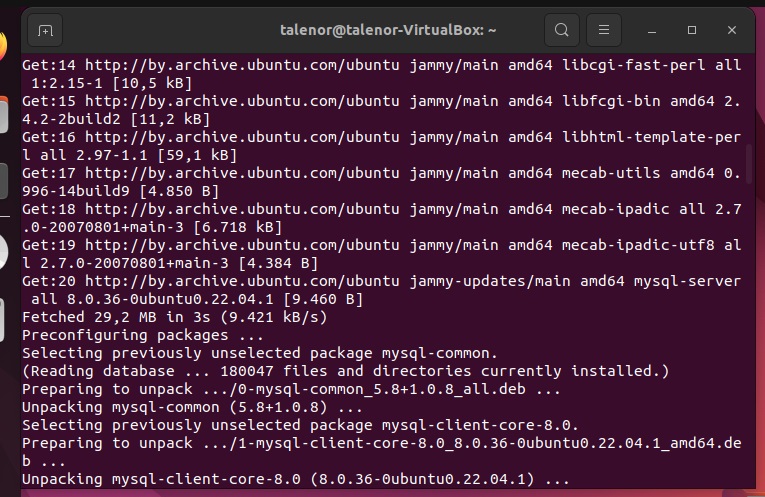 talenor@talenor-VirtualBox: ~
Get:14 http://by.archive.ubuntu.com/ubuntu jammy/main amd64 libcgi-fast-perl all
 1:2.15-1 [10,5 kB]
Get:15 http://by.archive.ubuntu.com/ubuntu jammy/main amd64 libfcgi-bin amd64 2.
4.2-2build2 [11,2 kB]
Get:16 http://by.archive.ubuntu.com/ubuntu jammy/main amd64 libhtml-template-per
l all 2.97-1.1 [59,1 kB]
Get:17 http://by.archive.ubuntu.com/ubuntu jammy/main amd64 mecab-utils amd64 0.
996-14build9 [4.850 B]
Get:18 http://by.archive.ubuntu.com/ubuntu jammy/main amd64 mecab-ipadic all 2.7
.0-20070801+main-3 [6.718 kB]
Get:19 http://by.archive.ubuntu.com/ubuntu jammy/main amd64 mecab-ipadic-utf8 al
l 2.7.0-20070801+main-3 [4.384 B]
Get:20 http://by.archive.ubuntu.com/ubuntu jammy-updates/main amd64 mysql-server
 all 8.0.36-0ubuntu0.22.04.1 [9.460 B]
Fetched 29,2 MB in 3s (9.421 kB/s)
Preconfiguring packages ...
Selecting previously unselected package mysql-common.
(Reading database ... 180047 files and directories currently installed.)
Preparing to unpack .../0-mysql-common_5.8+1.0.8_all.deb ...
Unpacking mysql-common (5.8+1.0.8) ...
Selecting previously unselected package mysql-client-core-8.0.
Preparing to unpack .../1-mysql-client-core-8.0_8.0.36-0ubuntu0.22.04.1_amd64.de
b ...
Unpacking mysql-client-core-8.0 (8.0.36-0ubuntu0.22.04.1) ...